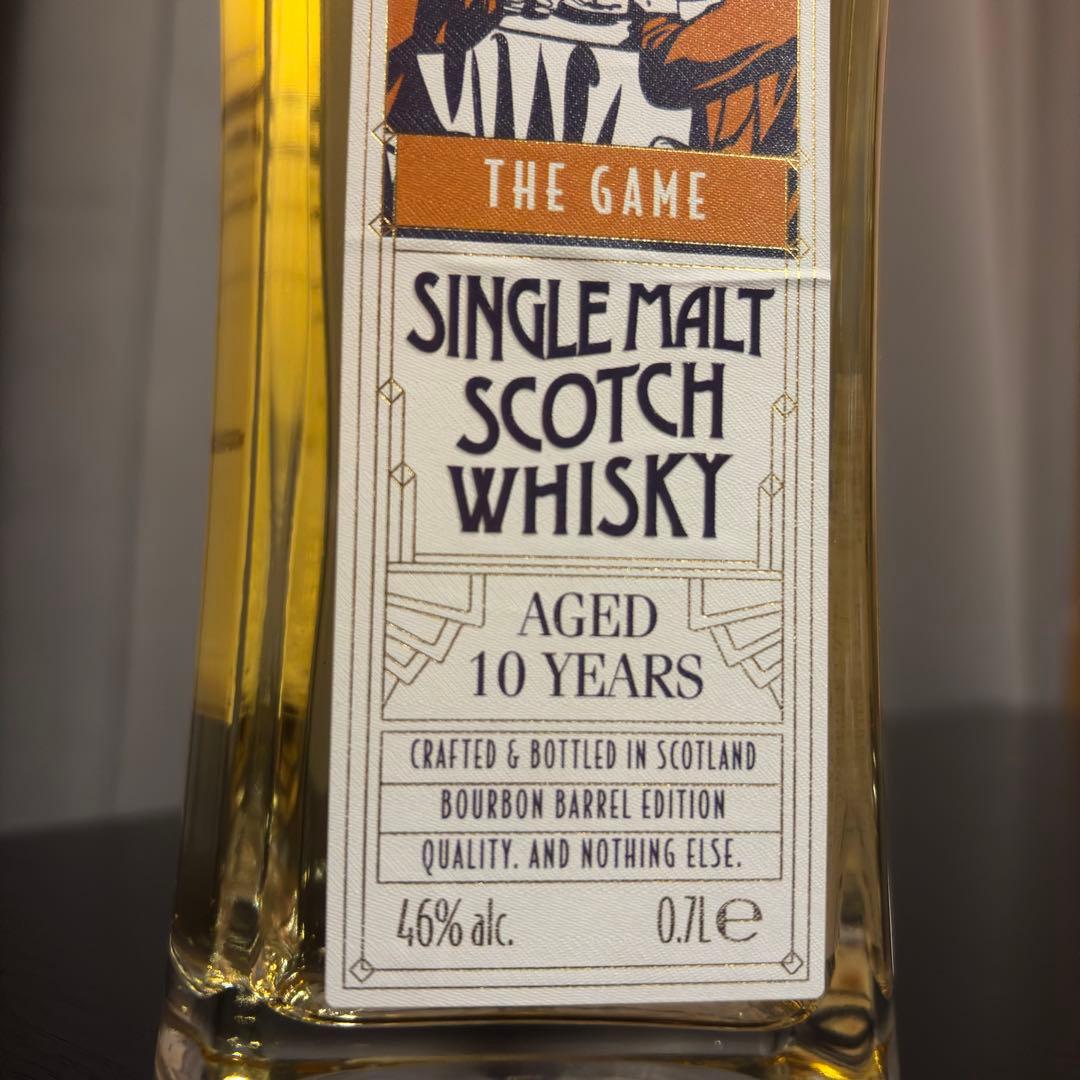 THE GAME
SINGLE MALT
SCOTCH
WHISKY
AGED
10 YEARS
CRAFTED & BOTTLED IN SCOTLAND
BOURBON BARREL EDITION
QUALITY. AND NOTHING ELSE.
46% alc. 0.7L e